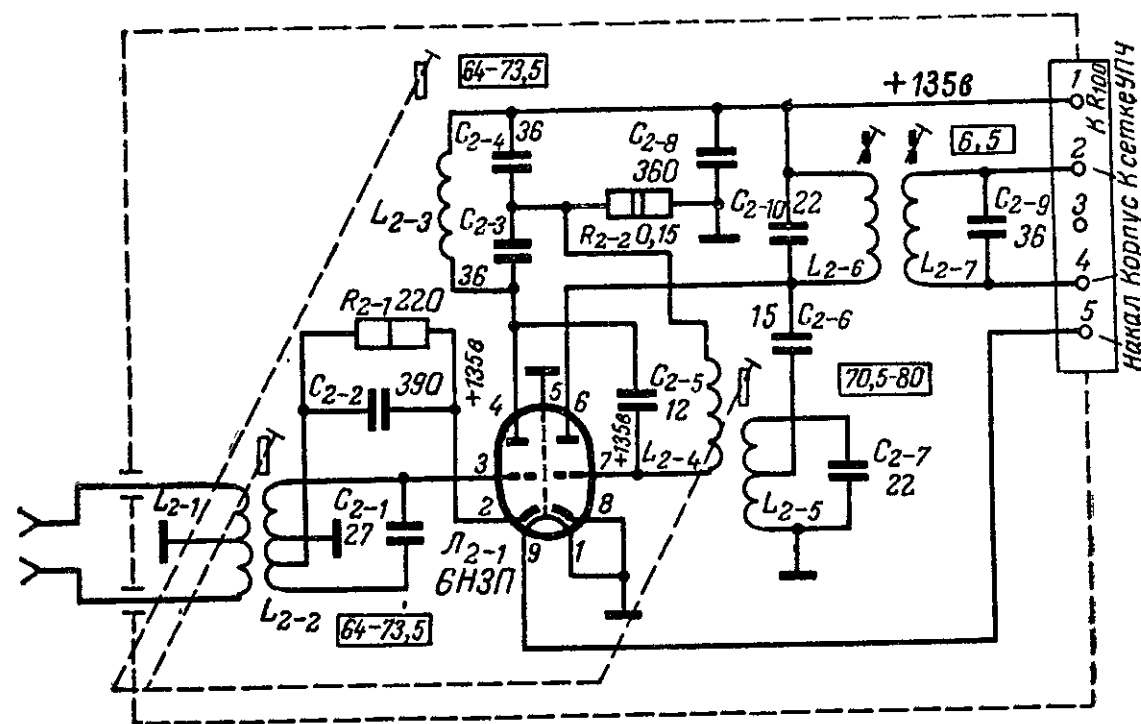 64-73,5
+135в
1
К R100
2
К сетке УПЧ
3
Корпус
4
Накал
5
C2-4
36
C2-8
360
6,5
L2-3
C2-3
36
R2-2 0,15
C2-10 22
L2-6
L2-7
C2-9
36
R2-1 220
C2-2
390
+135в
4
5
6
C2-5
12
+135в
15 C2-6
70,5-80
3
7
L2-4
C2-7
22
L2-5
L2-1
C2-1
27
2
8
9
1
Л2-1
6Н3П
L2-2
64-73,5